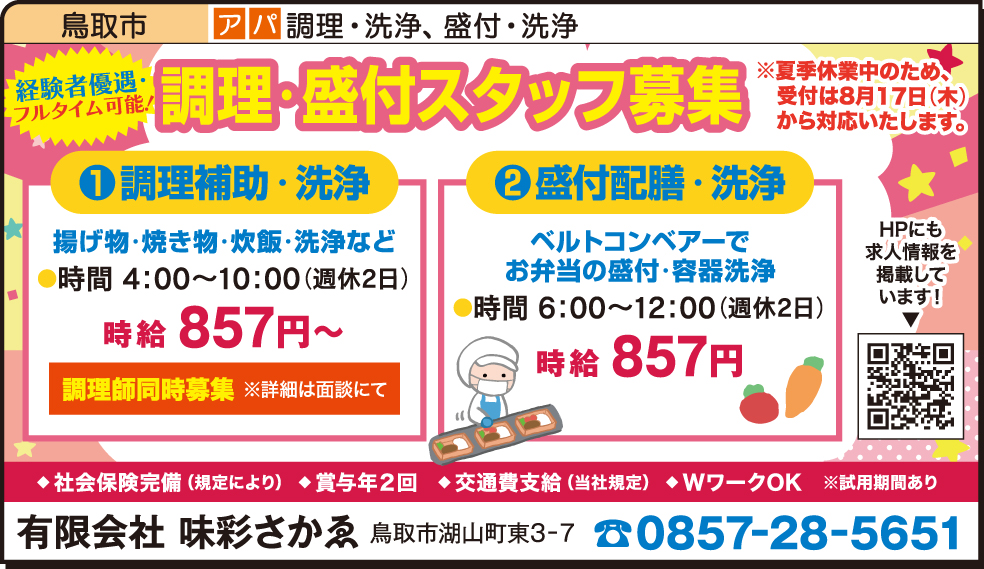 鳥取市
アパ 調理・洗浄、盛付・洗浄
経験者優遇・
フルタイム可能!
調理・盛付スタッフ募集
※夏季休業中のため、
受付は8月17日(木)
から対応いたします。
❶調理補助・洗浄
揚げ物・焼き物・炊飯・洗浄など
●時間 4:00〜10:00(週休2日)
時給 857円〜
調理師同時募集 ※詳細は面談にて
❷盛付配膳・洗浄
ベルトコンベアーで
お弁当の盛付・容器洗浄
●時間 6:00〜12:00(週休2日)
時給 857円
HPにも
求人情報を
掲載して
います!
▼
◆社会保険完備(規定により) ◆賞与年2回 ◆交通費支給(当社規定) ◆WワークOK ※試用期間あり
有限会社 味彩さかゑ 鳥取市湖山町東3-7 ☎0857-28-5651